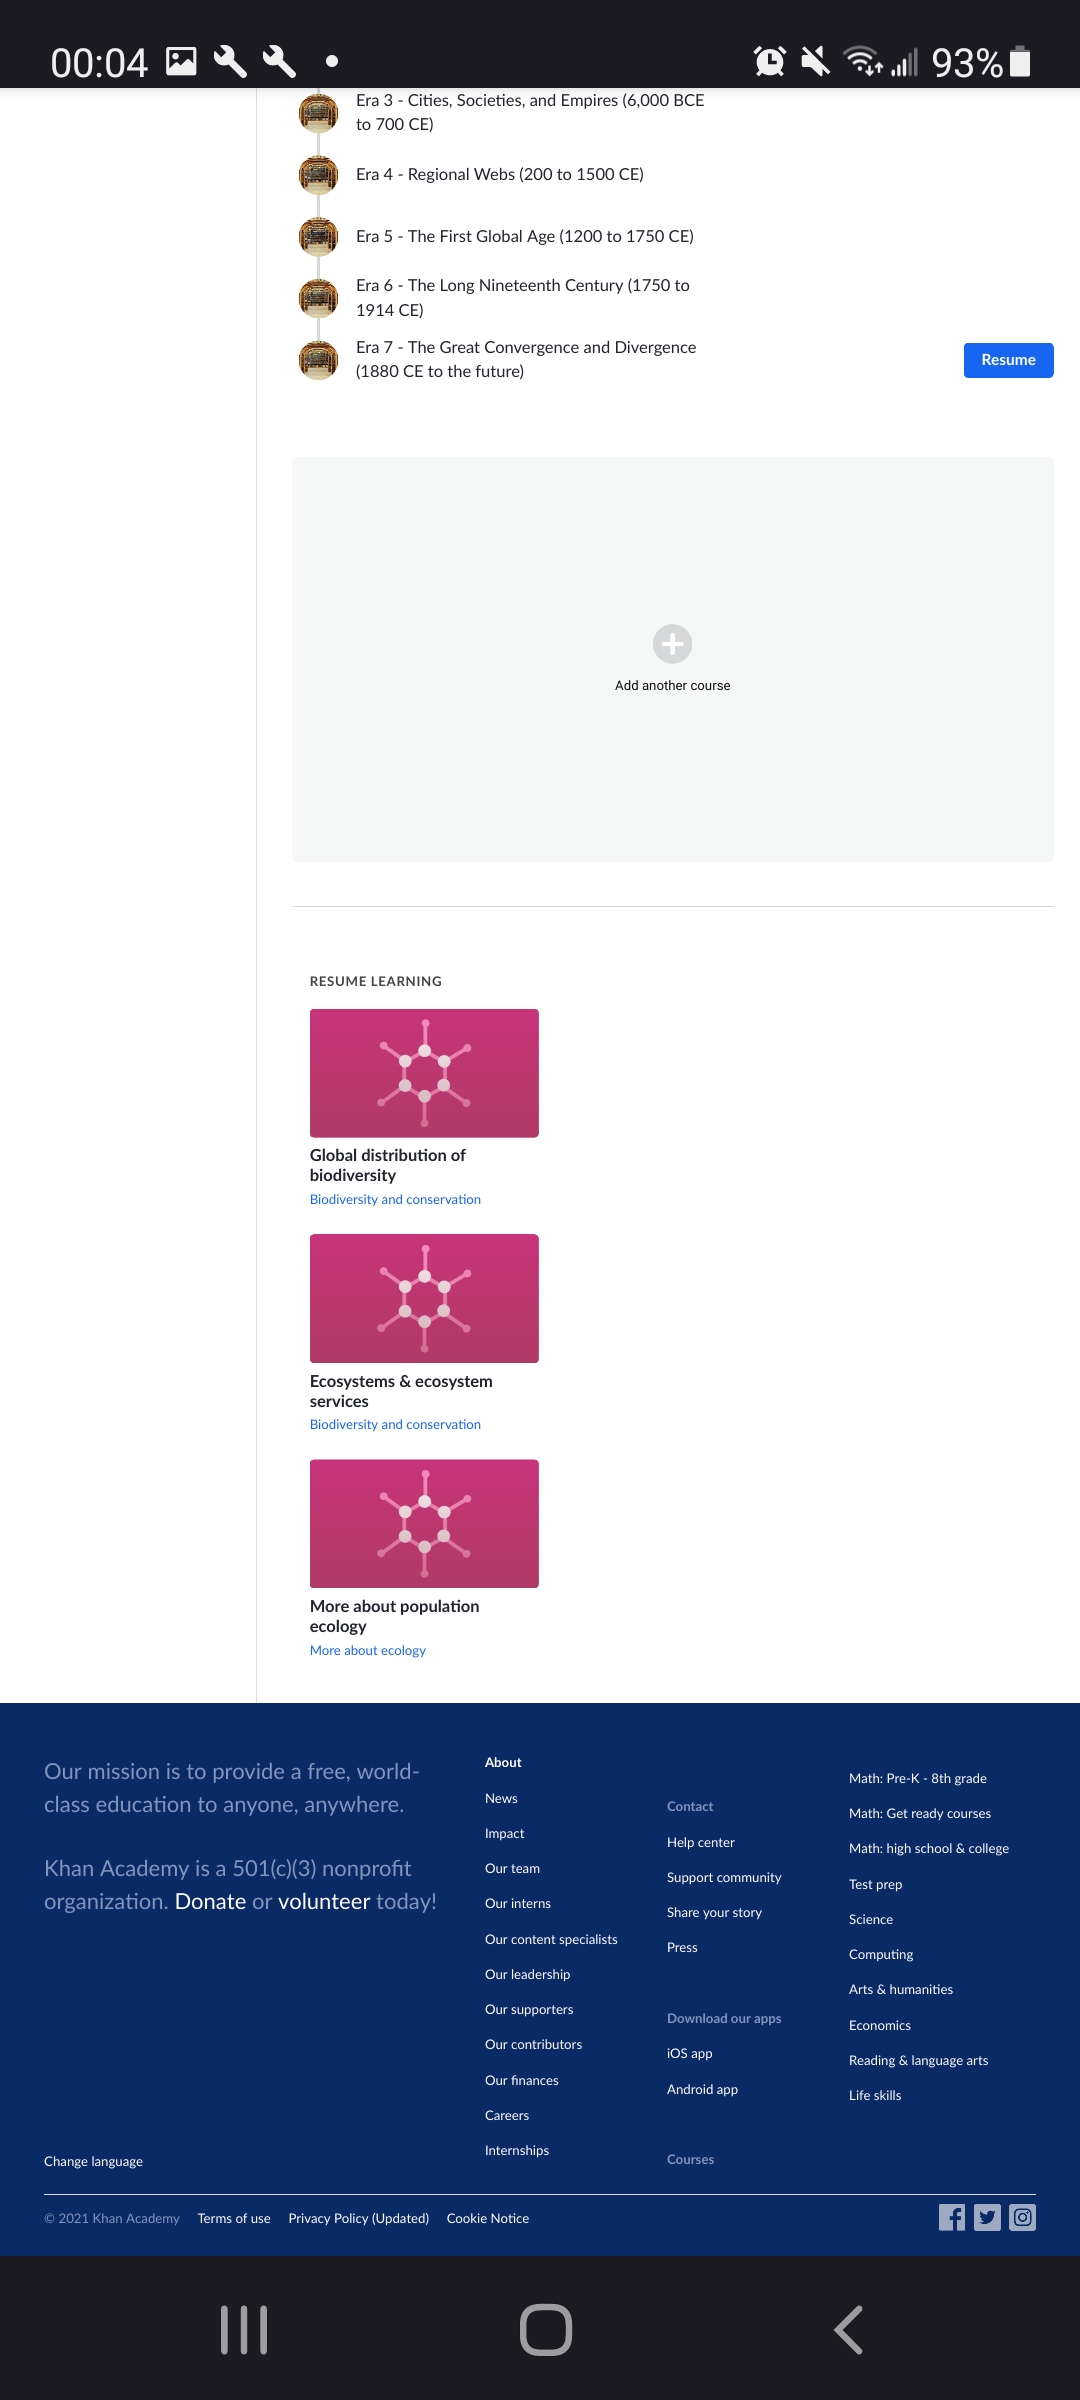 00:04
93%
Era 3 - Cities, Societies, and Empires (6,000 BCE
to 700 CE)
Era 4 - Regional Webs (200 to 1500 CE)
Era 5 - The First Global Age (1200 to 1750 CE)
Era 6 - The Long Nineteenth Century (1750 to
1914 CE)
Era 7 - The Great Convergence and Divergence
(1880 CE to the future)
Resume
Add another course
RESUME LEARNING
Global distribution of
biodiversity
Biodiversity and conservation
Ecosystems & ecosystem
services
Biodiversity and conservation
More about population
ecology
More about ecology
Our mission is to provide a free, world-
class education to anyone, anywhere.
Khan Academy is a 501(c)(3) nonprofit
organization. Donate or volunteer today!
Change language
About
News
Impact
Our team
Our interns
Our content specialists
Our leadership
Our supporters
Our contributors
Our finances
Careers
Internships
Contact
Help center
Support community
Share your story
Press
Download our apps
iOS app
Android app
Courses
Math: Pre-K - 8th grade
Math: Get ready courses
Math: high school & college
Test prep
Science
Computing
Arts & humanities
Economics
Reading & language arts
Life skills
© 2021 Khan Academy Terms of use Privacy Policy (Updated) Cookie Notice